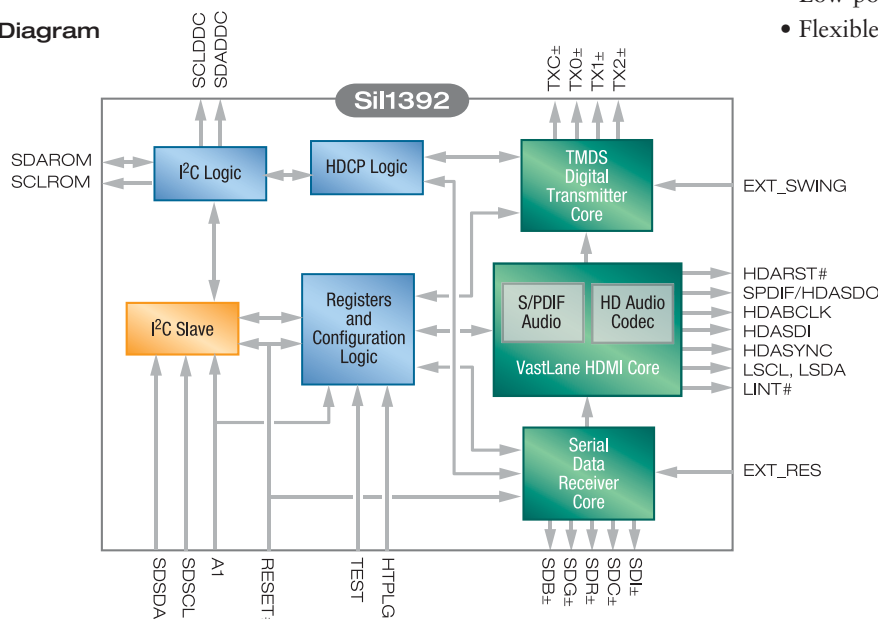 Diagram
• Flexible
SCLDDC
SDADDC
TXC±
TX0±
TX1±
TX2±
SiI1392
SDAROM
SCLROM
I²C Logic
HDCP Logic
TMDS
Digital
Transmitter
Core
EXT_SWING
I²C Slave
Registers
and
Configuration
Logic
S/PDIF
Audio
HD Audio
Codec
VastLane HDMI Core
HDARST#
SPDIF/HDASDO
HDABCLK
HDASDI
HDASYNC
LSCL, LSDA
LINT#
Serial
Data
Receiver
Core
EXT_RES
SDSDA
SDSCL
A1
RESET#
TEST
HTPLG
SDB±
SDG±
SDR±
SDC±
SDI±